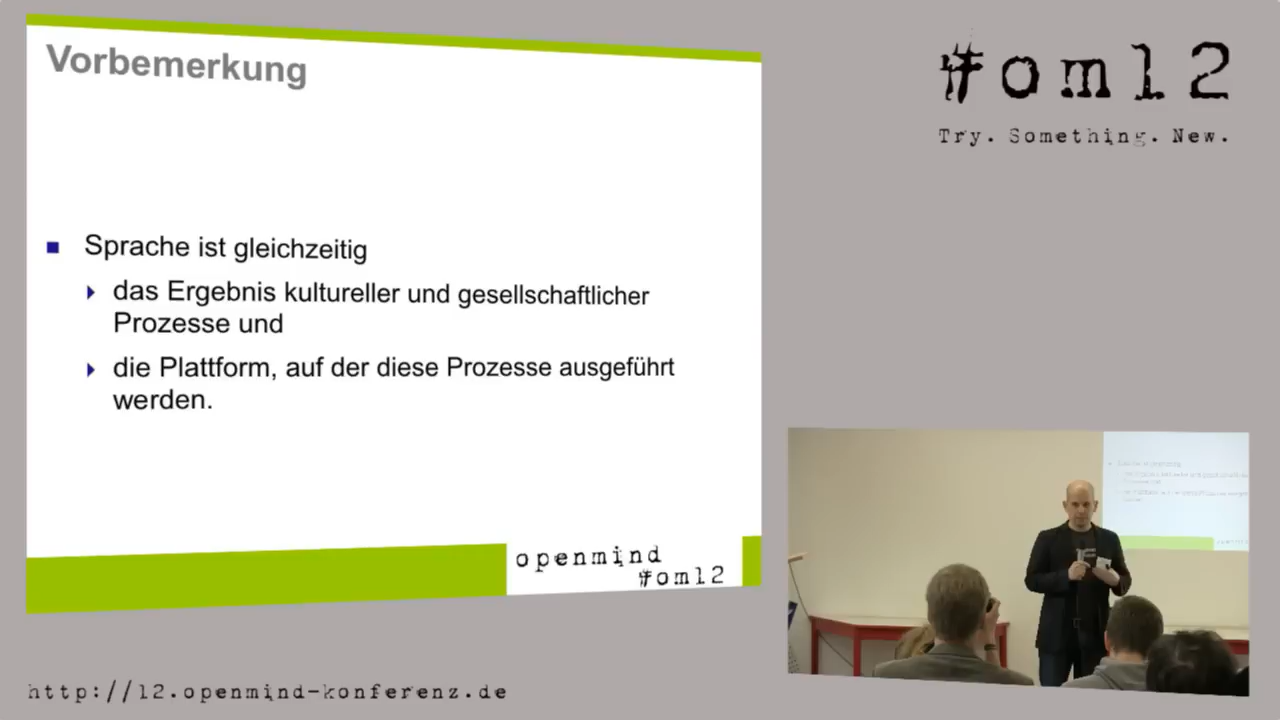 Vorbemerkung
Sprache ist gleichzeitig
das Ergebnis kultureller und gesellschaftlicher
Prozesse und
die Plattform, auf der diese Prozesse ausgeführt
werden.
openmind
#om12
#om12
Try. Something. New.
http://12.openmind-konferenz.de